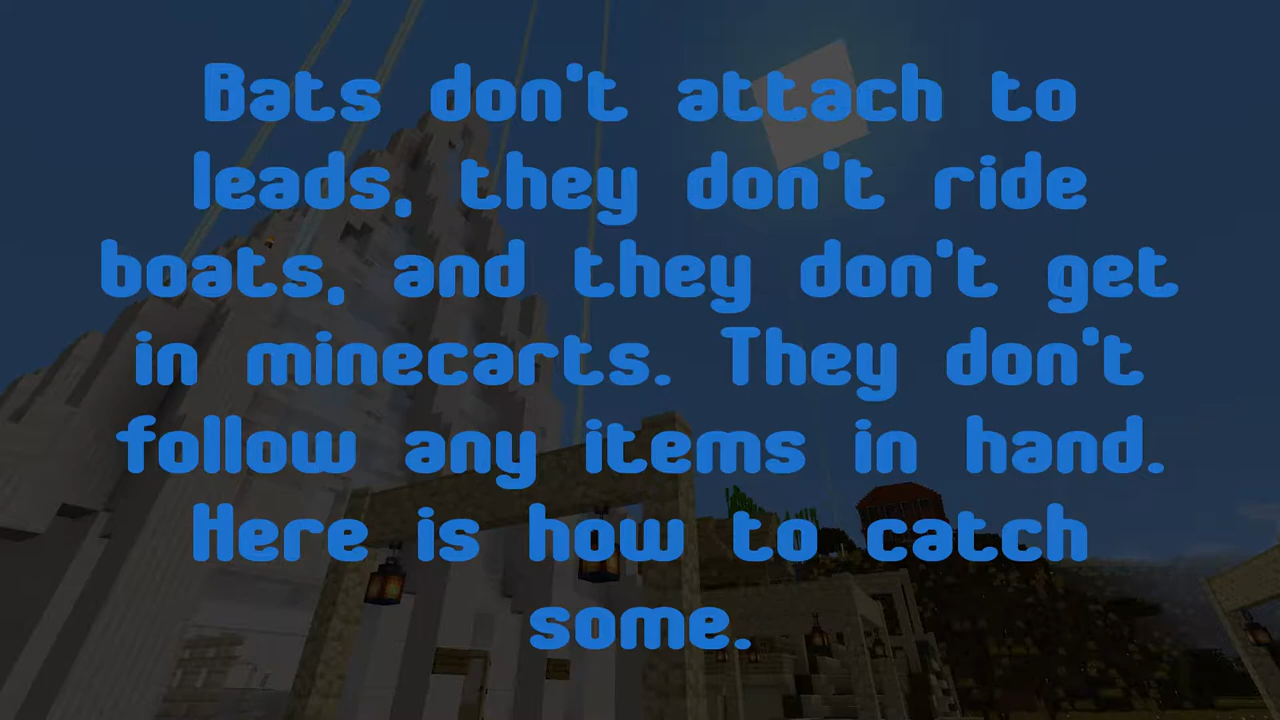 Bats don't attach to
leads, they don't ride
boats, and they don't get
in minecarts. They don't
follow any items in hand.
Here is how to catch
some.